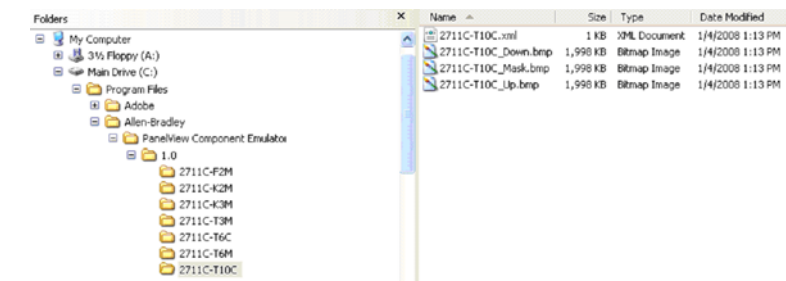 Folders
My Computer
3½ Floppy (A:)
Main Drive (C:)
Program Files
Adobe
Allen-Bradley
PanelView Component Emulator
1.0
2711C-F2M
2711C-K2M
2711C-K3M
2711C-T3M
2711C-T6C
2711C-T6M
2711C-T10C
Name Size Type Date Modified
2711C-T10C.xml 1 KB XML Document 1/4/2008 1:13 PM
2711C-T10C_Down.bmp 1,998 KB Bitmap Image 1/4/2008 1:13 PM
2711C-T10C_Mask.bmp 1,998 KB Bitmap Image 1/4/2008 1:13 PM
2711C-T10C_Up.bmp 1,998 KB Bitmap Image 1/4/2008 1:13 PM